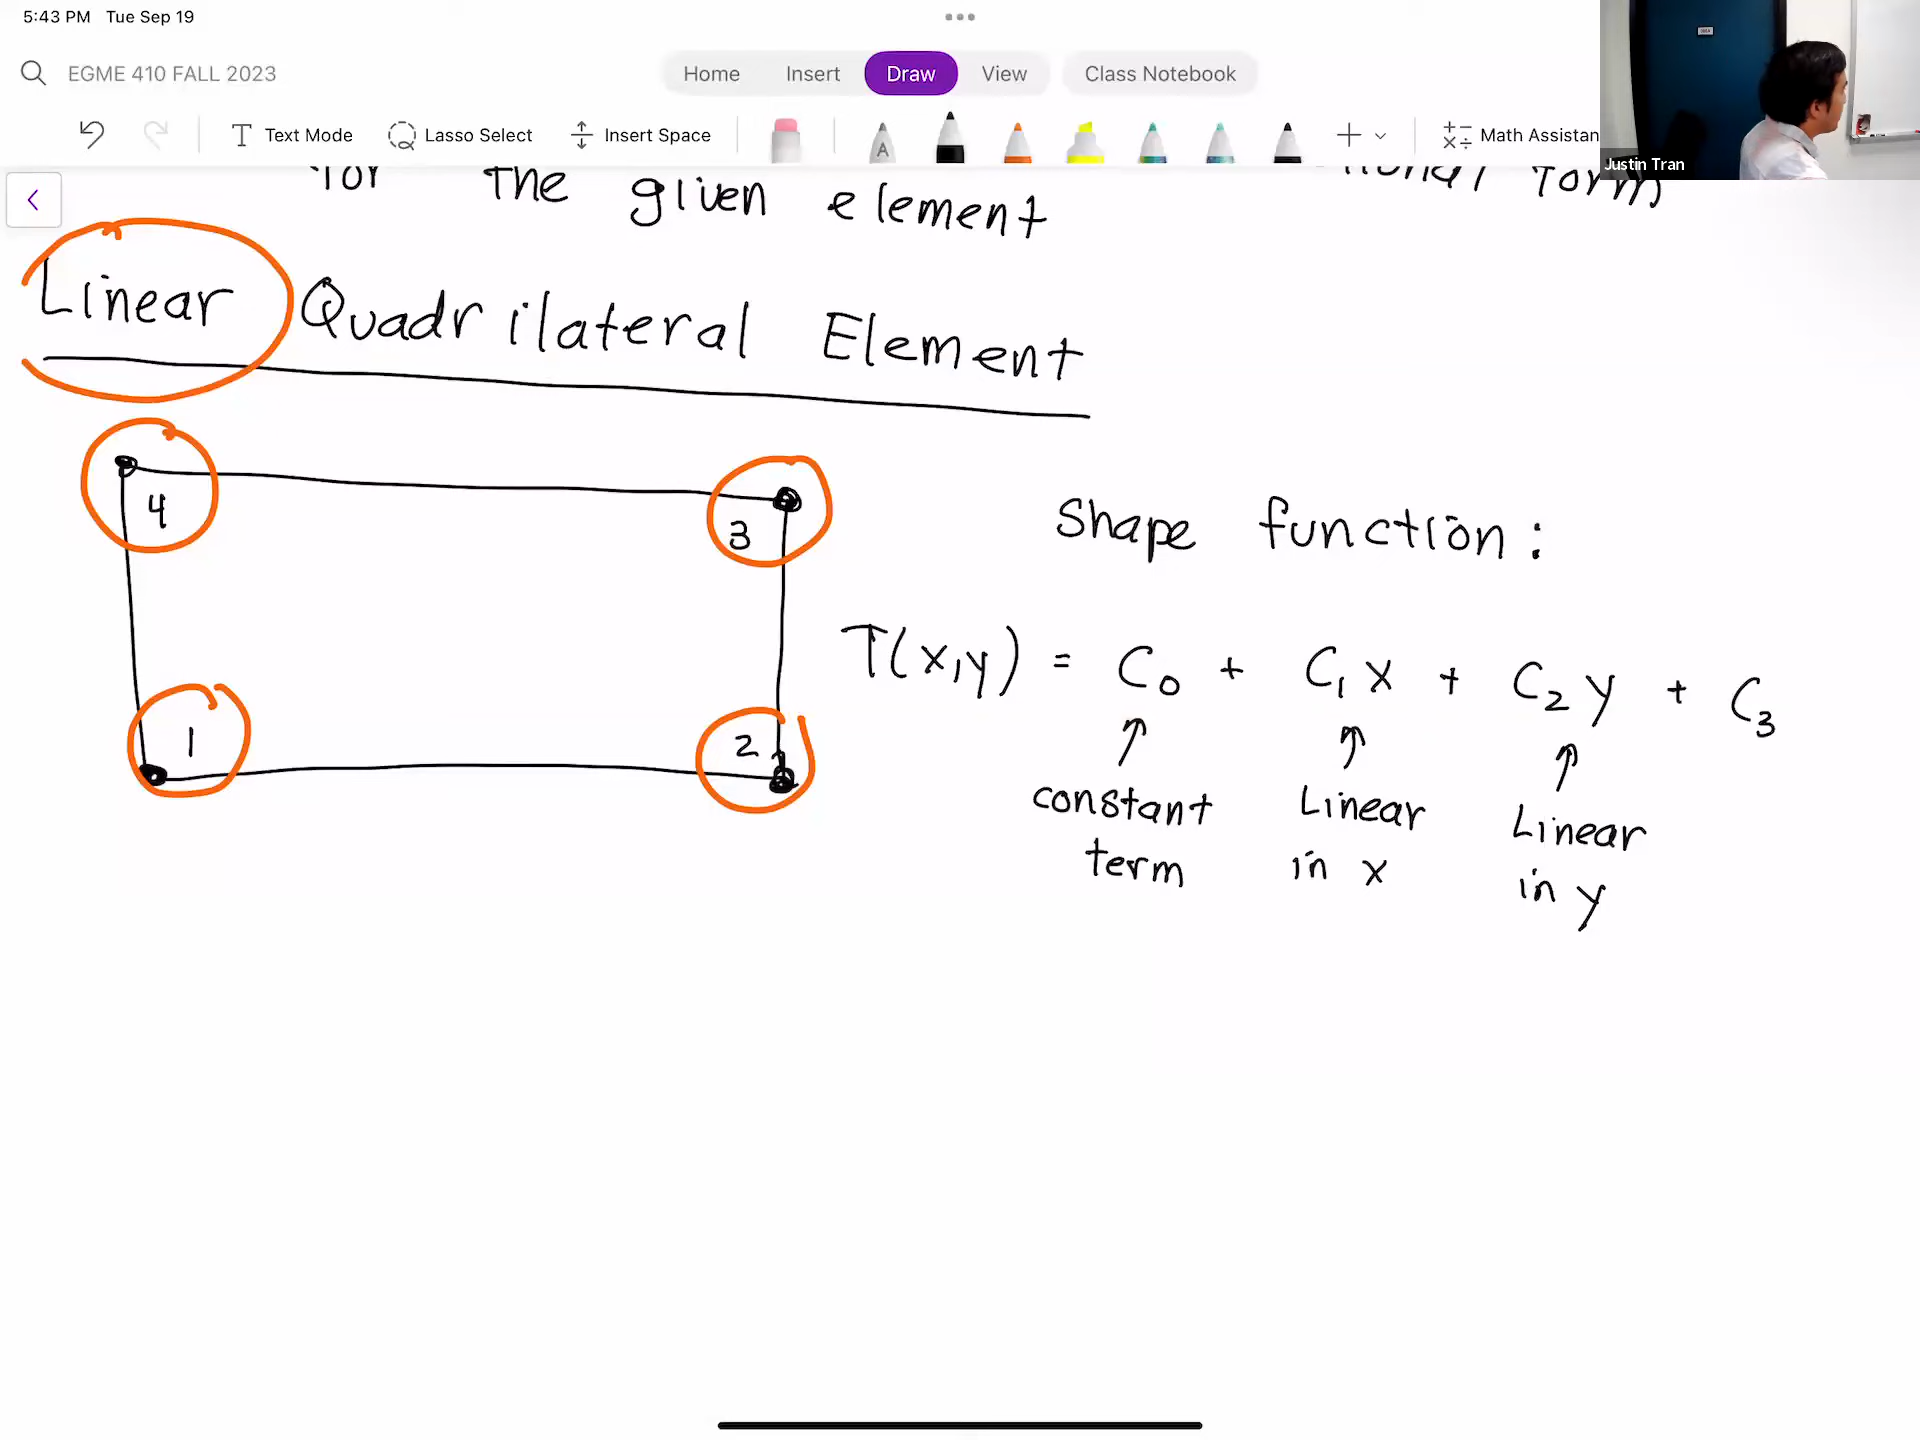 5:43 PM Tue Sep 19
EGME 410 FALL 2023
Home Insert Draw View Class Notebook
Text Mode Lasso Select Insert Space A Math Assistan
Justin Tran
for the given element
form
Linear Quadrilateral Element
4
3
1
2
Shape function:
T(x,y) = C₀ + C₁x + C₂y + C₃
↑ ↑ ↑
constant Linear Linear
term in x in y